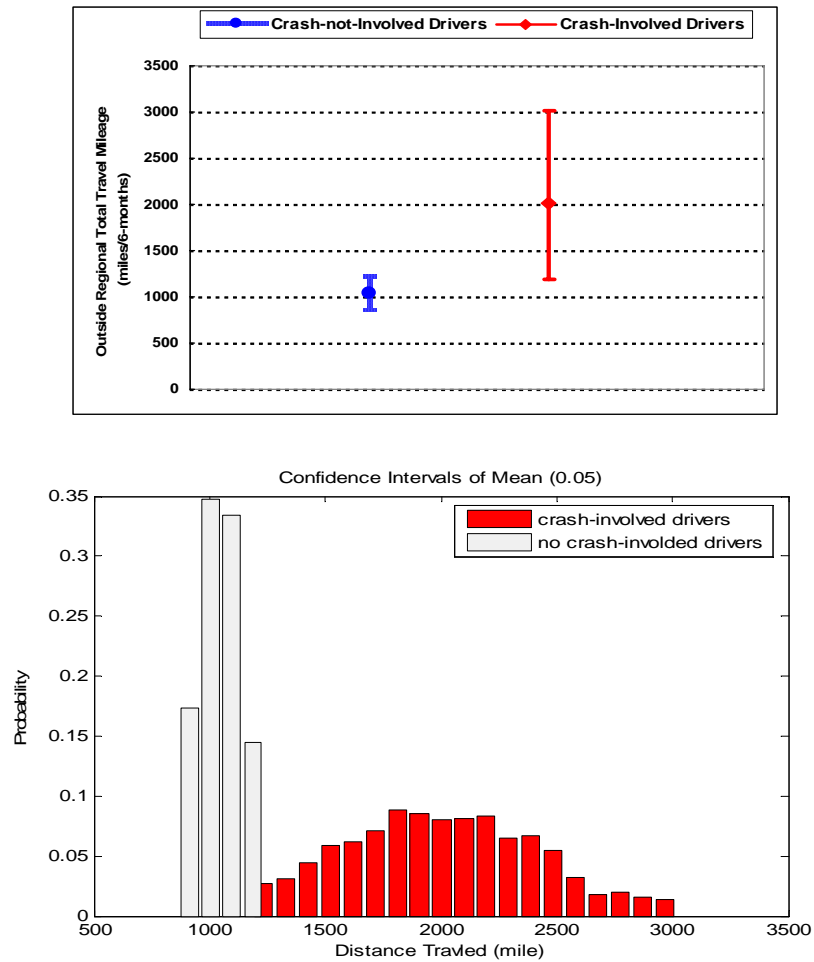 Crash-not-Involved Drivers Crash-Involved Drivers
Outside Regional Total Travel Mileage
(miles/6-months)
3500
3000
2500
2000
1500
1000
500
0
Confidence Intervals of Mean (0.05)
crash-involved drivers
no crash-involded drivers
Probability
0.35
0.3
0.25
0.2
0.15
0.1
0.05
0
500 1000 1500 2000 2500 3000 3500
Distance Travled (mile)